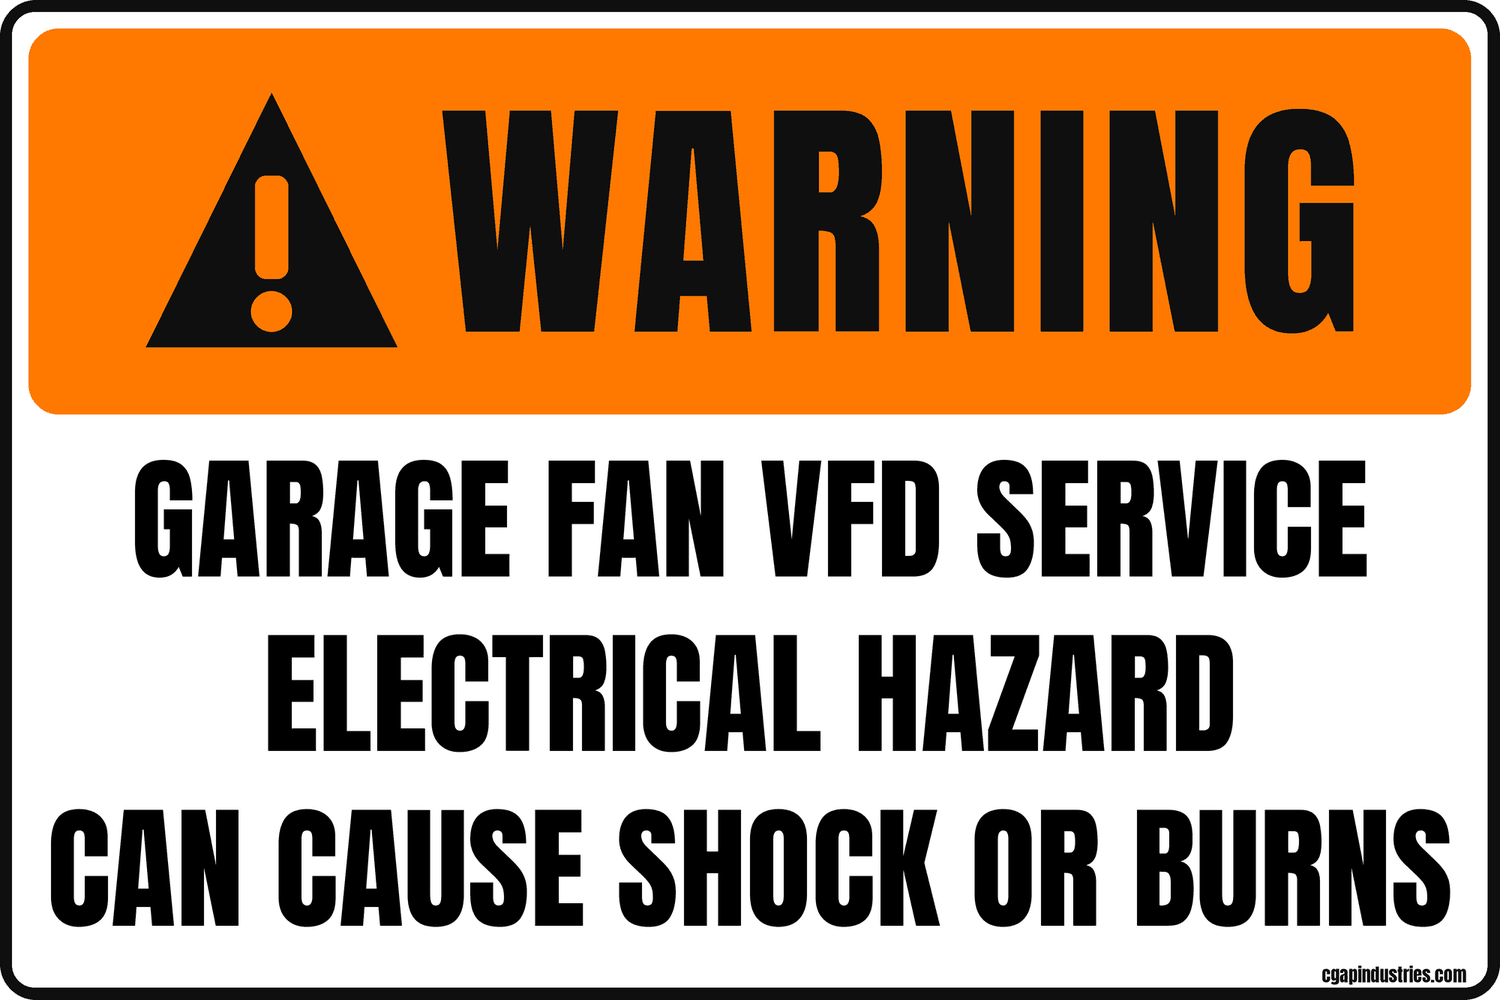 WARNING
GARAGE FAN VFD SERVICE
ELECTRICAL HAZARD
CAN CAUSE SHOCK OR BURNS
cgapindustries.com